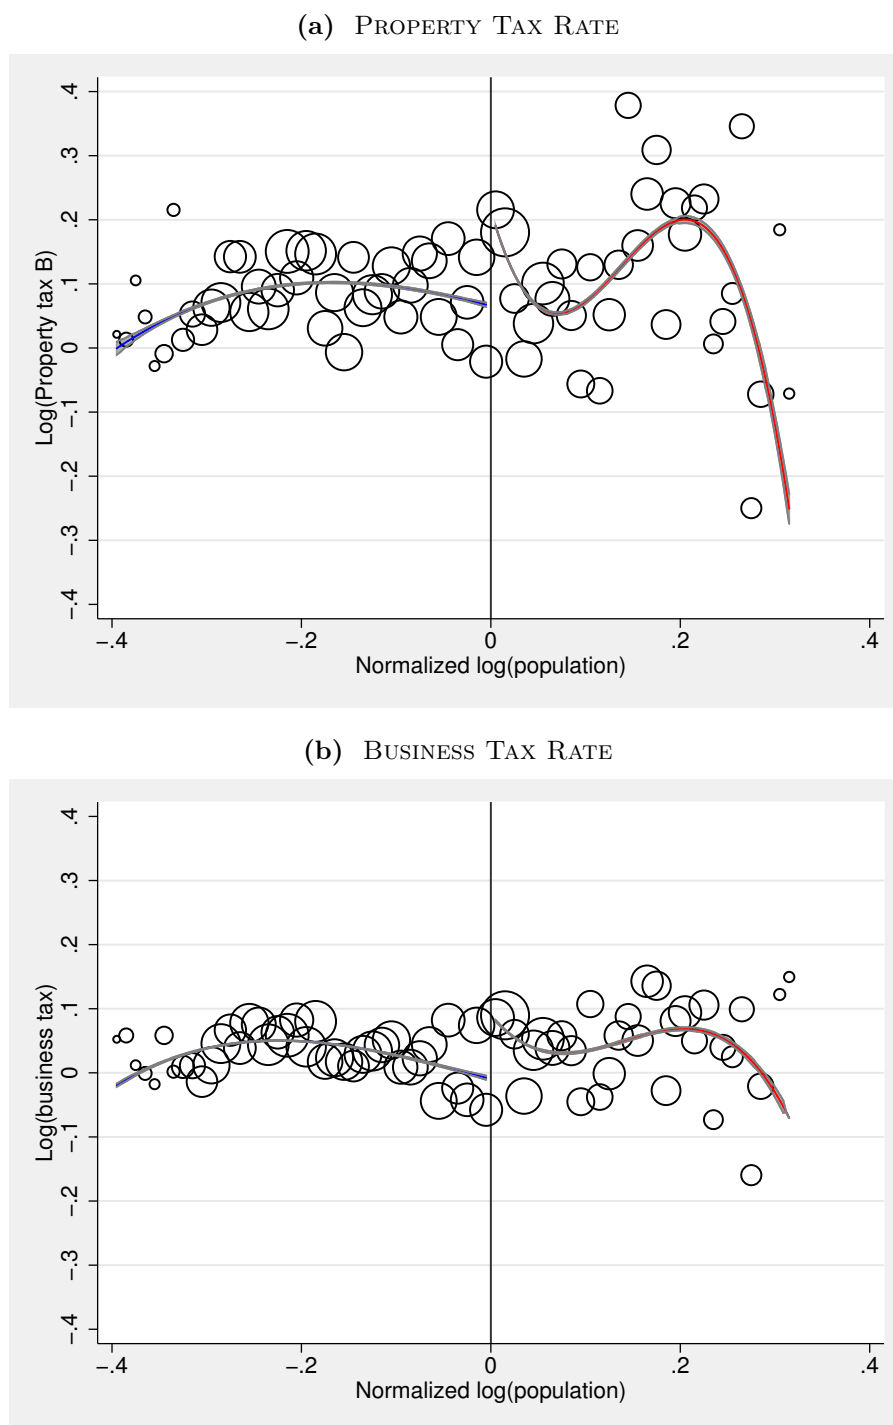 (a) Property Tax Rate
.4
.3
.2
.1
0
-.1
-.2
-.3
-.4
Log(Property tax B)
-.4 -.2 0 .2 .4
Normalized log(population)
(b) Business Tax Rate
.4
.3
.2
.1
0
-.1
-.2
-.3
-.4
Log(business tax)
-.4 -.2 0 .2 .4
Normalized log(population)